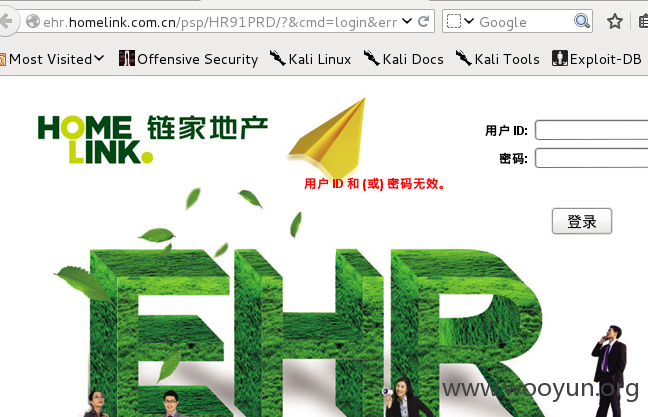 ehr.homelink.com.cn/psp/HR91PRD/?&cmd=login&err
Google
Most Visited
Offensive Security
Kali Linux
Kali Docs
Kali Tools
Exploit-DB
HOME LINK. 链家地产
用户 ID:
密码:
用户 ID 和 (或) 密码无效。
登录
EHR
www.wooyun.org